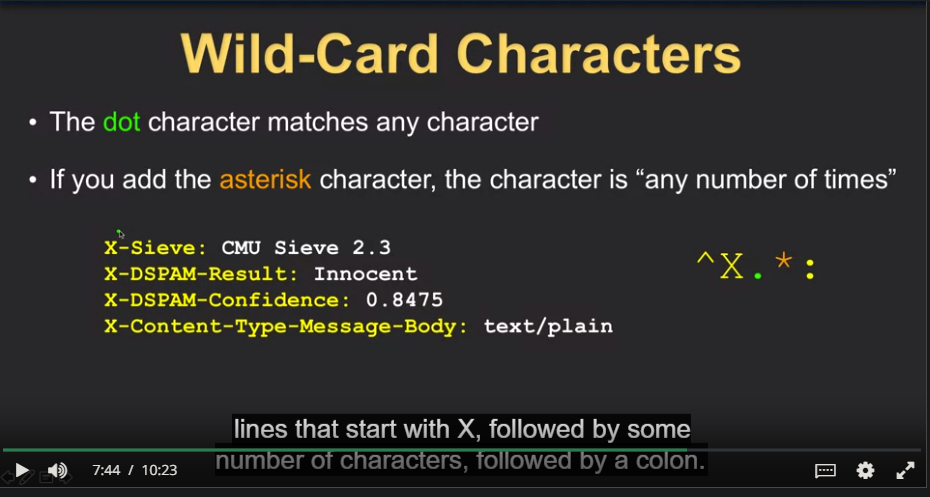 Wild-Card Characters
• The dot character matches any character
• If you add the asterisk character, the character is “any number of times”
X-Sieve: CMU Sieve 2.3
X-DSPAM-Result: Innocent
X-DSPAM-Confidence: 0.8475
X-Content-Type-Message-Body: text/plain
^X.*:
lines that start with X, followed by some
number of characters, followed by a colon.
7:44 / 10:23